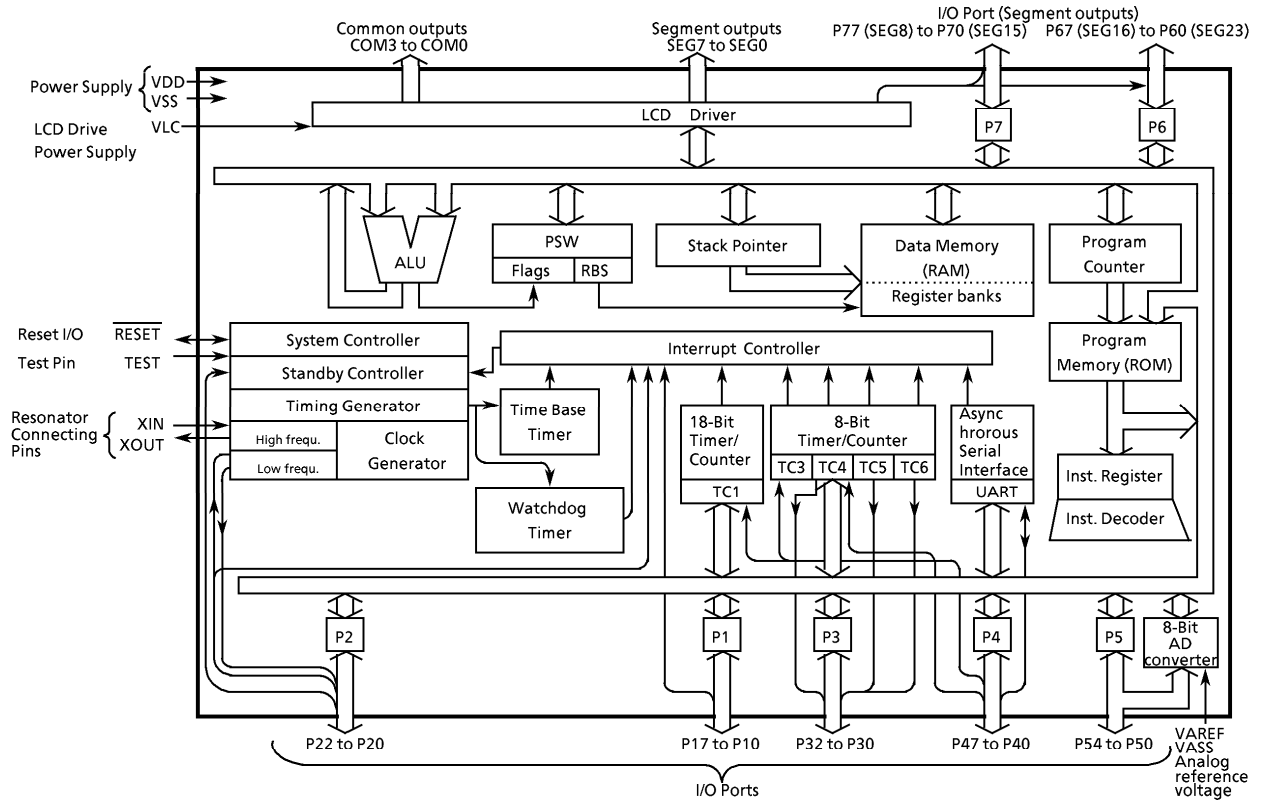 Common outputs
COM3 to COM0
Segment outputs
SEG7 to SEG0
I/O Port (Segment outputs)
P77 (SEG8) to P70 (SEG15)
P67 (SEG16) to P60 (SEG23)
Power Supply
VDD
VSS
LCD Drive
Power Supply
VLC
LCD Driver
P7
P6
ALU
PSW
Flags
RBS
Stack Pointer
Data Memory
(RAM)
Register banks
Program
Counter
Reset I/O
RESET
Test Pin
TEST
System Controller
Standby Controller
Timing Generator
High frequ.
Low frequ.
Clock
Generator
Resonator
Connecting
Pins
XIN
XOUT
Interrupt Controller
Program
Memory (ROM)
Time Base
Timer
Watchdog
Timer
18-Bit
Timer/
Counter
TC1
8-Bit
Timer/Counter
TC3
TC4
TC5
TC6
Async
hrorous
Serial
Interface
UART
Inst. Register
Inst. Decoder
P2
P1
P3
P4
P5
8-Bit
AD
converter
P22 to P20
P17 to P10
P32 to P30
P47 to P40
P54 to P50
VAREF
VASS
Analog
reference
voltage
I/O Ports